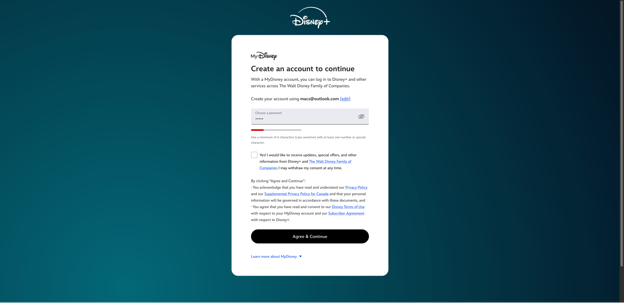 Disney+
My Disney
Create an account to continue
With a MyDisney account, you can log in to Disney+ and other
services across The Walt Disney Family of Companies.
Create your account using macs@outlook.com (edit)
Choose a password
•••••
Use a minimum of 6 characters (case sensitive) with at least one number or special
character.
Yes! I would like to receive updates, special offers, and other
information from Disney+ and The Walt Disney Family of
Companies. I may withdraw my consent at any time.
By clicking "Agree and Continue":
· You acknowledge that you have read and understood our Privacy Policy
and our Supplemental Privacy Policy for Canada and that your personal
information will be governed in accordance with those documents, and
· You agree that you have read and consent to our Disney Terms of Use
with respect to your MyDisney account and our Subscriber Agreement
with respect to Disney+.
Agree & Continue
Learn more about MyDisney